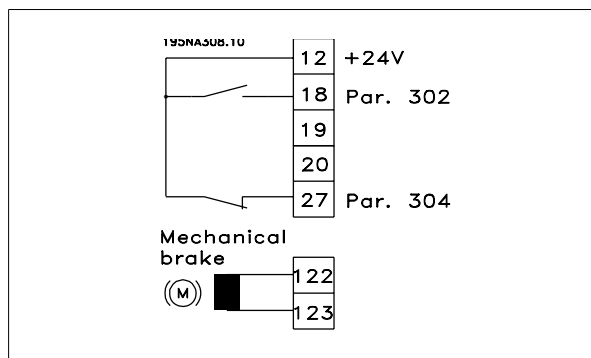 195NA308.10
12 +24V
18 Par. 302
19
20
27 Par. 304
Mechanical
brake
122
M
123